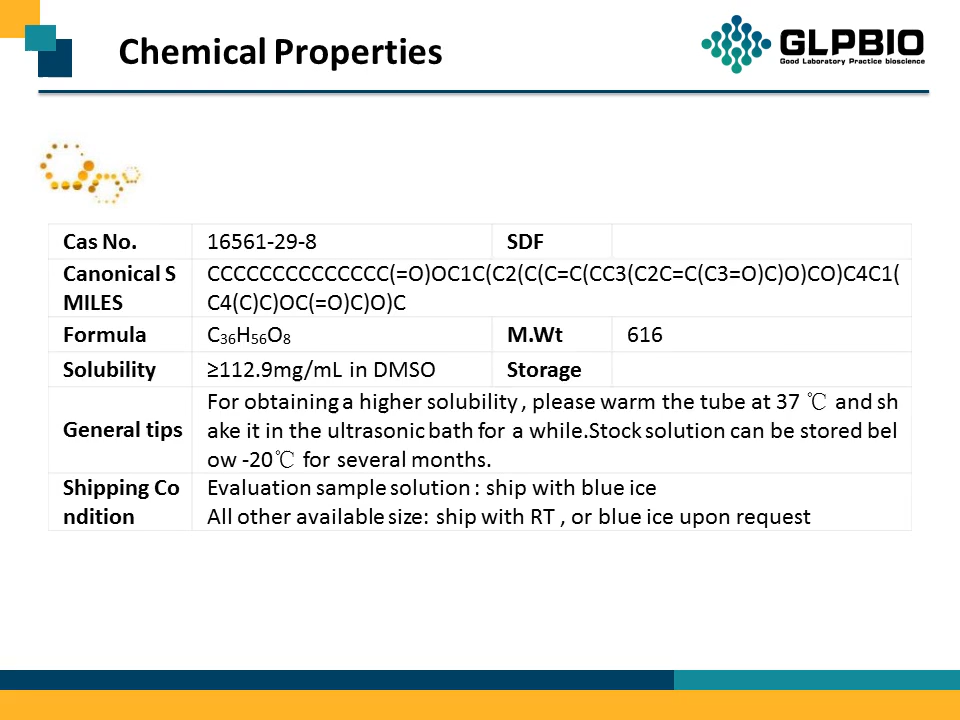 Chemical Properties
GLPBIO
Good Laboratory Practice bioscience
Cas No. 16561-29-8 SDF
Canonical S
MILES
CCCCCCCCCCCCCC(=O)OC1C(C2(C(C=C(CC3(C2C=C(C3=O)C)O)CO)C4C1(
C4(C)C)OC(=O)C)O)C
Formula C36H56O8 M.Wt 616
Solubility ≥112.9mg/mL in DMSO Storage
General tips
For obtaining a higher solubility , please warm the tube at 37 ℃ and sh
ake it in the ultrasonic bath for a while.Stock solution can be stored bel
ow -20℃ for several months.
Shipping Co
ndition
Evaluation sample solution : ship with blue ice
All other available size: ship with RT , or blue ice upon request